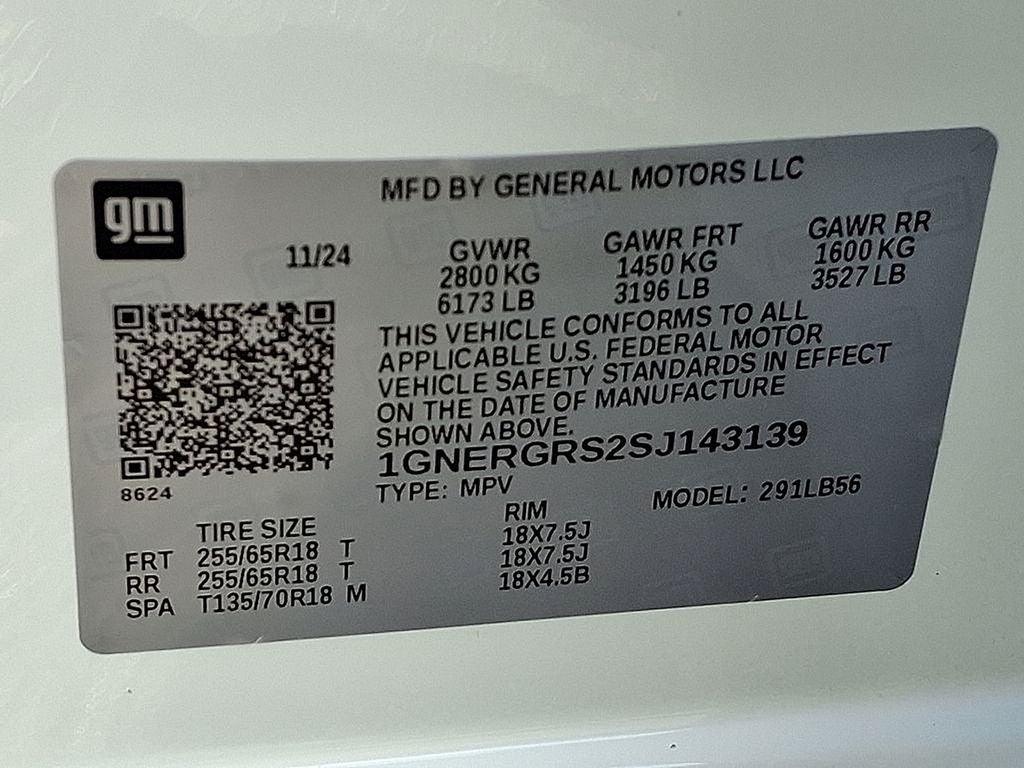 gm
MFD BY GENERAL MOTORS LLC
11/24 GVWR GAWR FRT GAWR RR
2800 KG 1450 KG 1600 KG
6173 LB 3196 LB 3527 LB
THIS VEHICLE CONFORMS TO ALL
APPLICABLE U.S. FEDERAL MOTOR
VEHICLE SAFETY STANDARDS IN EFFECT
ON THE DATE OF MANUFACTURE
SHOWN ABOVE.
1GNERGRS2SJ143139
8624
TYPE: MPV MODEL: 291LB56
TIRE SIZE RIM
FRT 255/65R18 T 18X7.5J
RR 255/65R18 T 18X7.5J
SPA T135/70R18 M 18X4.5B